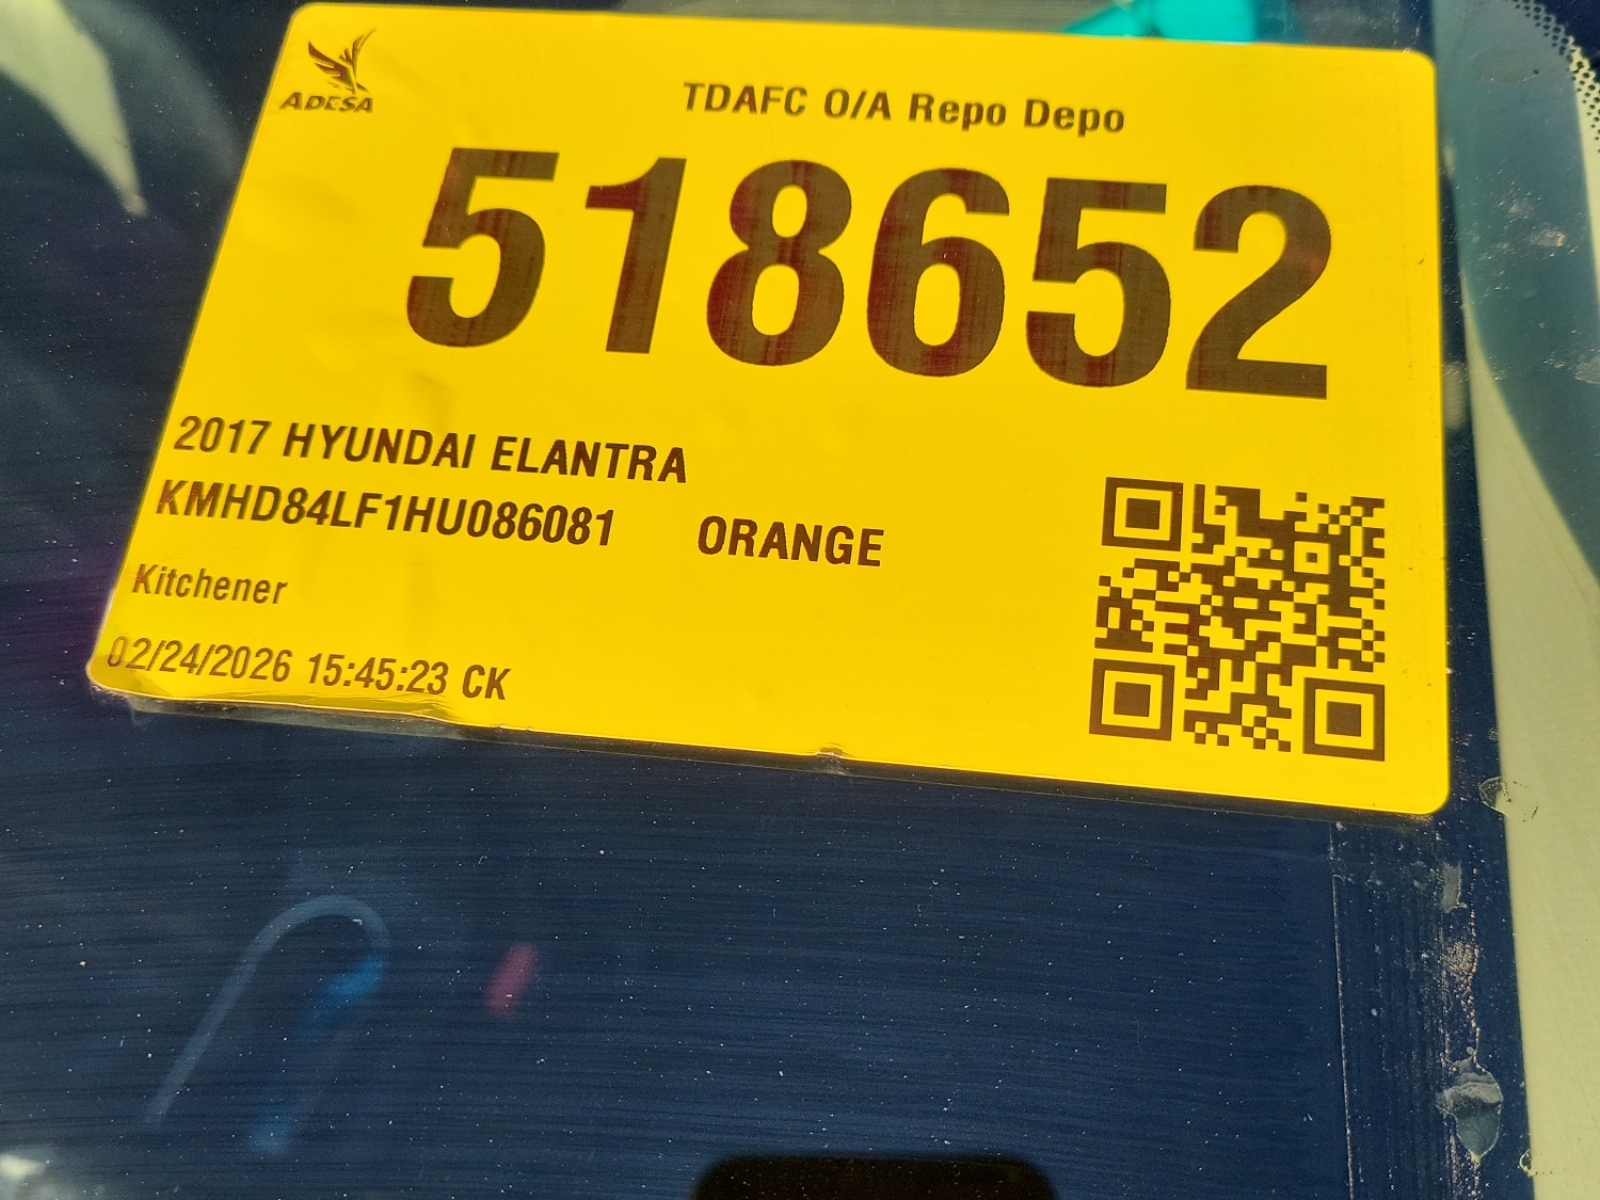 ADESA
TDAFC O/A Repo Depo
518652
2017 HYUNDAI ELANTRA
KMHD84LF1HU086081 ORANGE
Kitchener
02/24/2026 15:45:23 CK